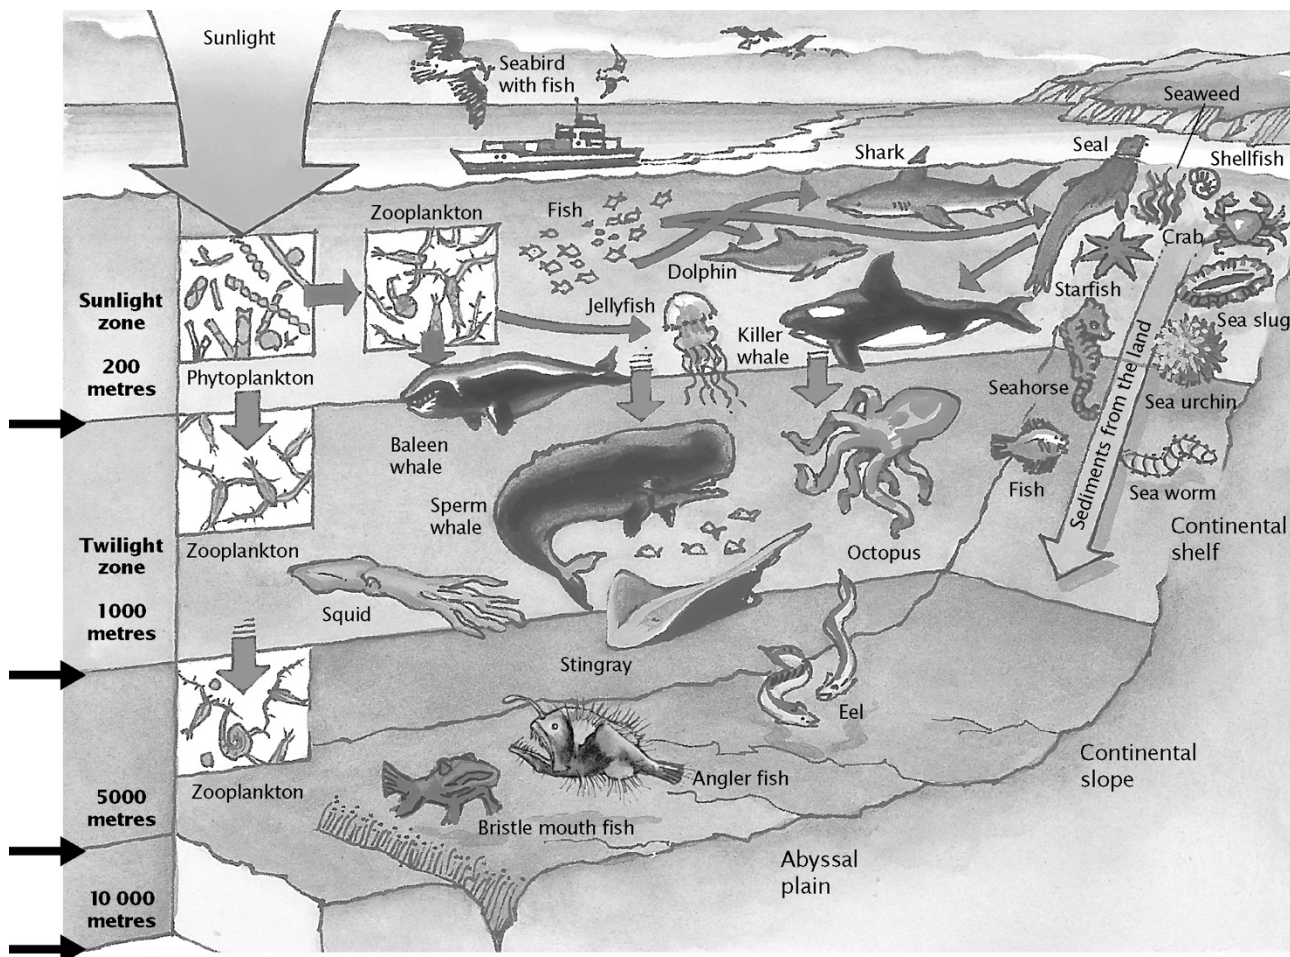 Sunlight
Seabird
with fish
Seaweed
Shark
Seal
Shellfish
Zooplankton
Fish
Crab
Dolphin
Sunlight
zone
200
metres
Jellyfish
Starfish
Killer
whale
Sea slug
Phytoplankton
Seahorse
Sea urchin
Sediments from the land
Baleen
whale
Sperm
whale
Fish
Sea worm
Twilight
zone
1000
metres
Zooplankton
Octopus
Continental
shelf
Squid
Stingray
Eel
Continental
slope
5000
metres
Zooplankton
Angler fish
Bristle mouth fish
Abyssal
plain
10 000
metres